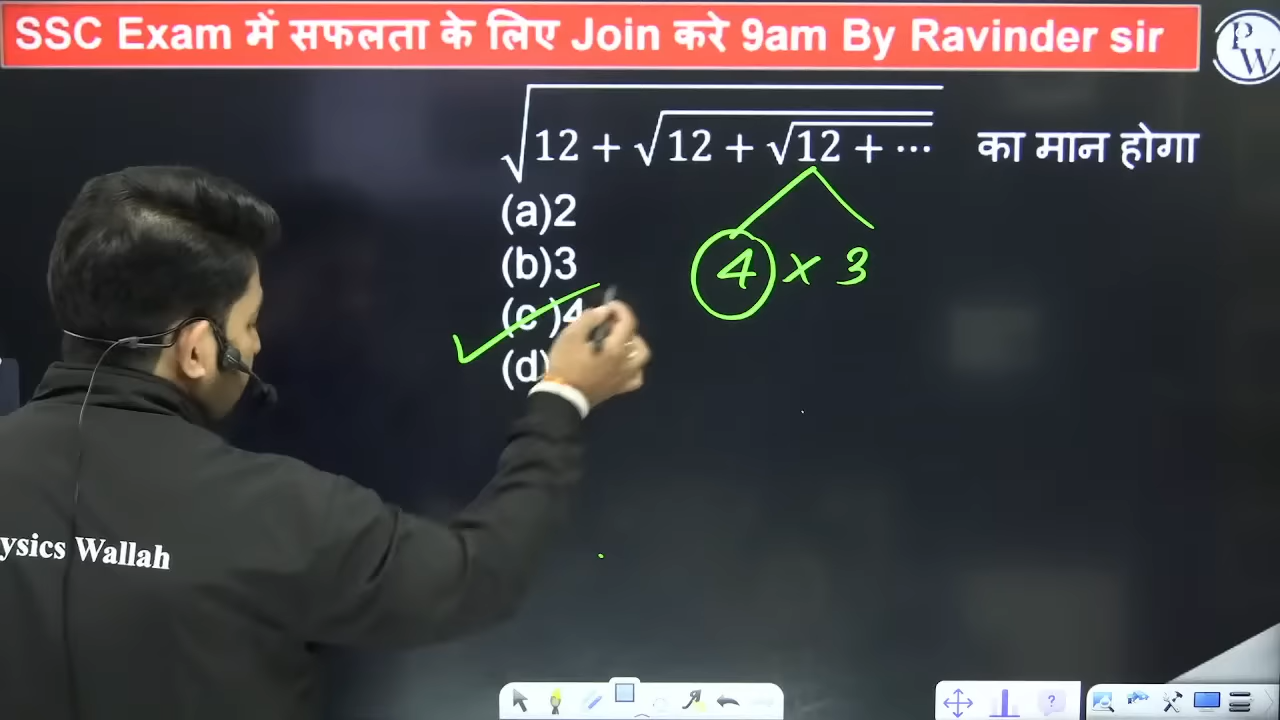 SSC Exam में सफलता के लिए Join करे 9am By Ravinder sir
PW
√12 + √12 + √12 + ⋯ का मान होगा
(a)2
(b)3
(c )4
(d)
4 × 3
ysics Wallah
?